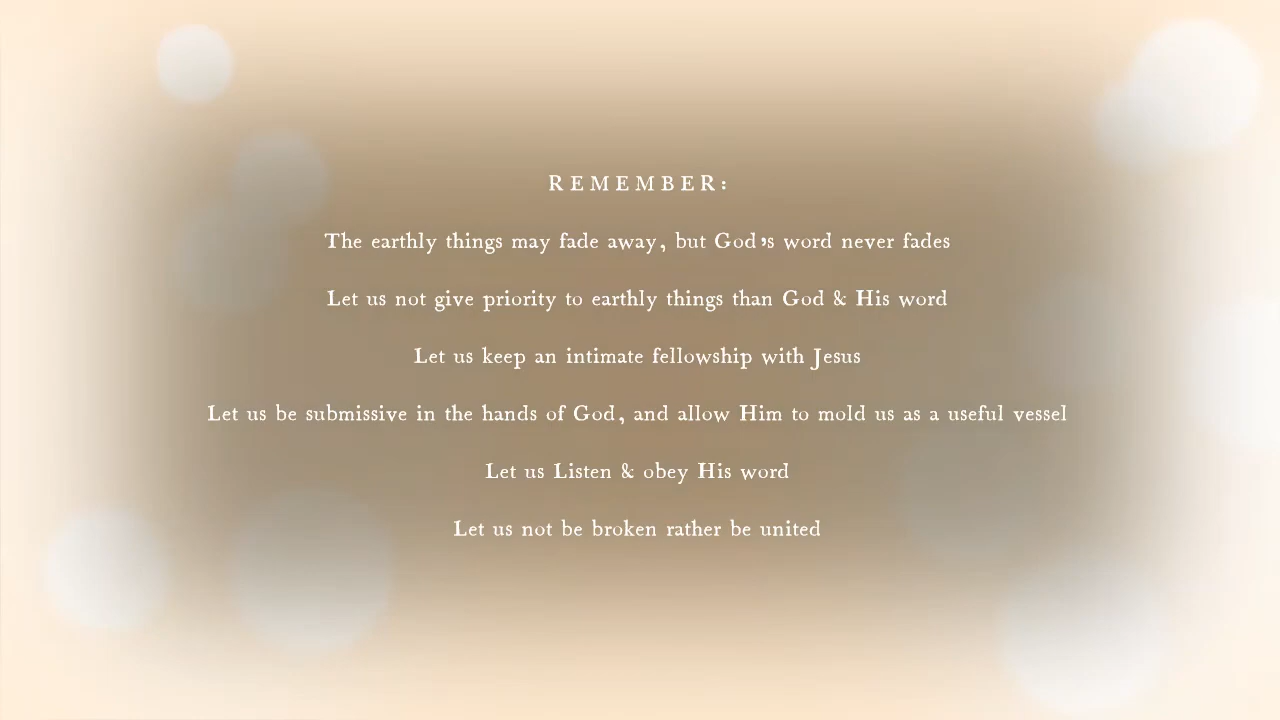 REMEMBER:
The earthly things may fade away, but God's word never fades
Let us not give priority to earthly things than God & His word
Let us keep an intimate fellowship with Jesus
Let us be submissive in the hands of God, and allow Him to mold us as a useful vessel
Let us Listen & obey His word
Let us not be broken rather be united